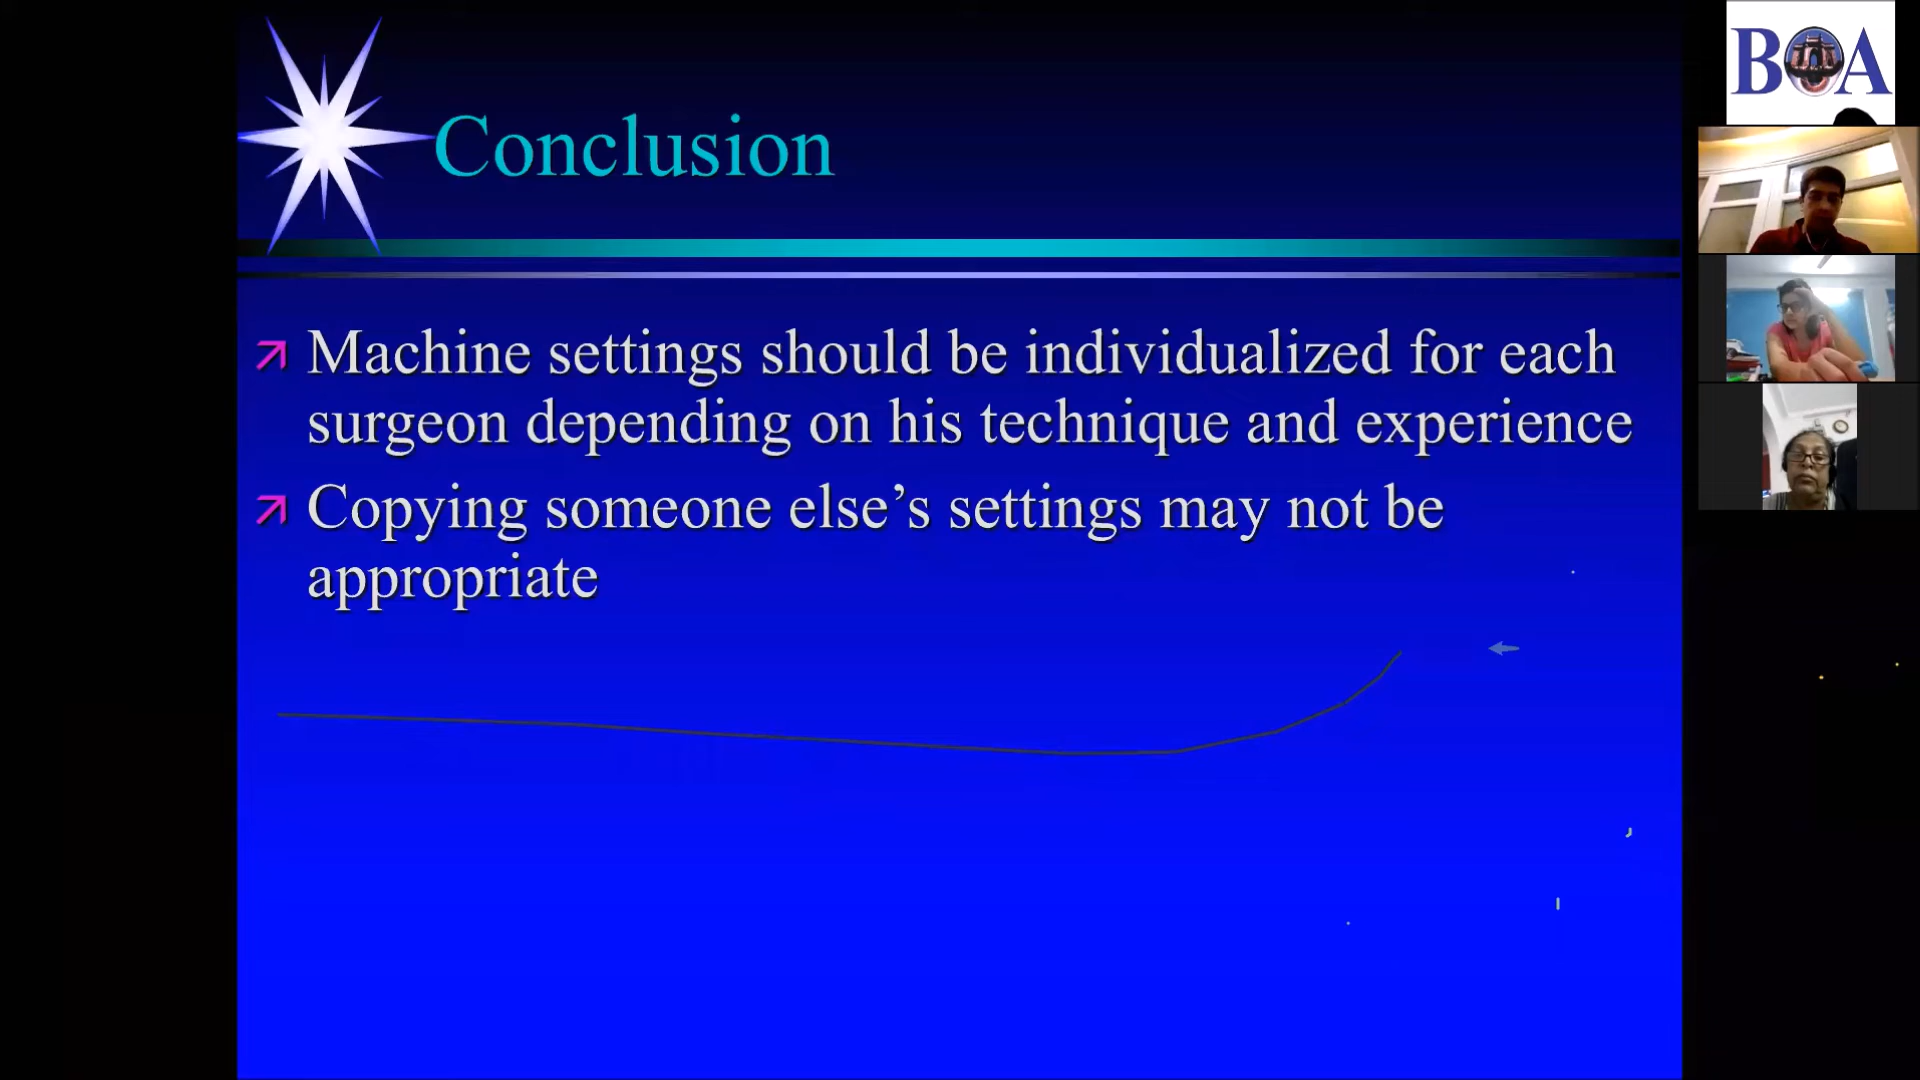 BOA
Conclusion
Machine settings should be individualized for each
surgeon depending on his technique and experience
Copying someone else’s settings may not be
appropriate